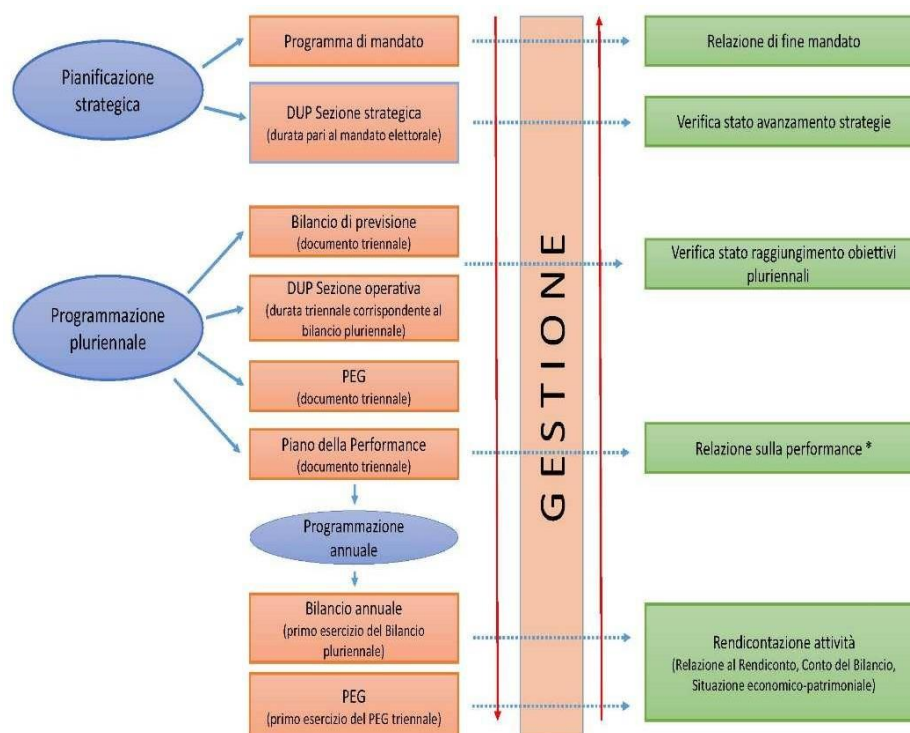 Pianificazione
strategica
Programma di mandato
DUP Sezione strategica
(durata pari al mandato elettorale)
Relazione di fine mandato
Verifica stato avanzamento strategie
Programmazione
pluriennale
Bilancio di previsione
(documento triennale)
DUP Sezione operativa
(durata triennale corrispondente al
bilancio pluriennale)
PEG
(documento triennale)
Piano della Performance
(documento triennale)
GESTIONE
Verifica stato raggiungimento obiettivi
pluriennali
Relazione sulla performance *
Programmazione
annuale
Bilancio annuale
(primo esercizio del Bilancio
pluriennale)
PEG
(primo esercizio del PEG triennale)
Rendicontazione attività
(Relazione al Rendiconto, Conto del Bilancio,
Situazione economico-patrimoniale)